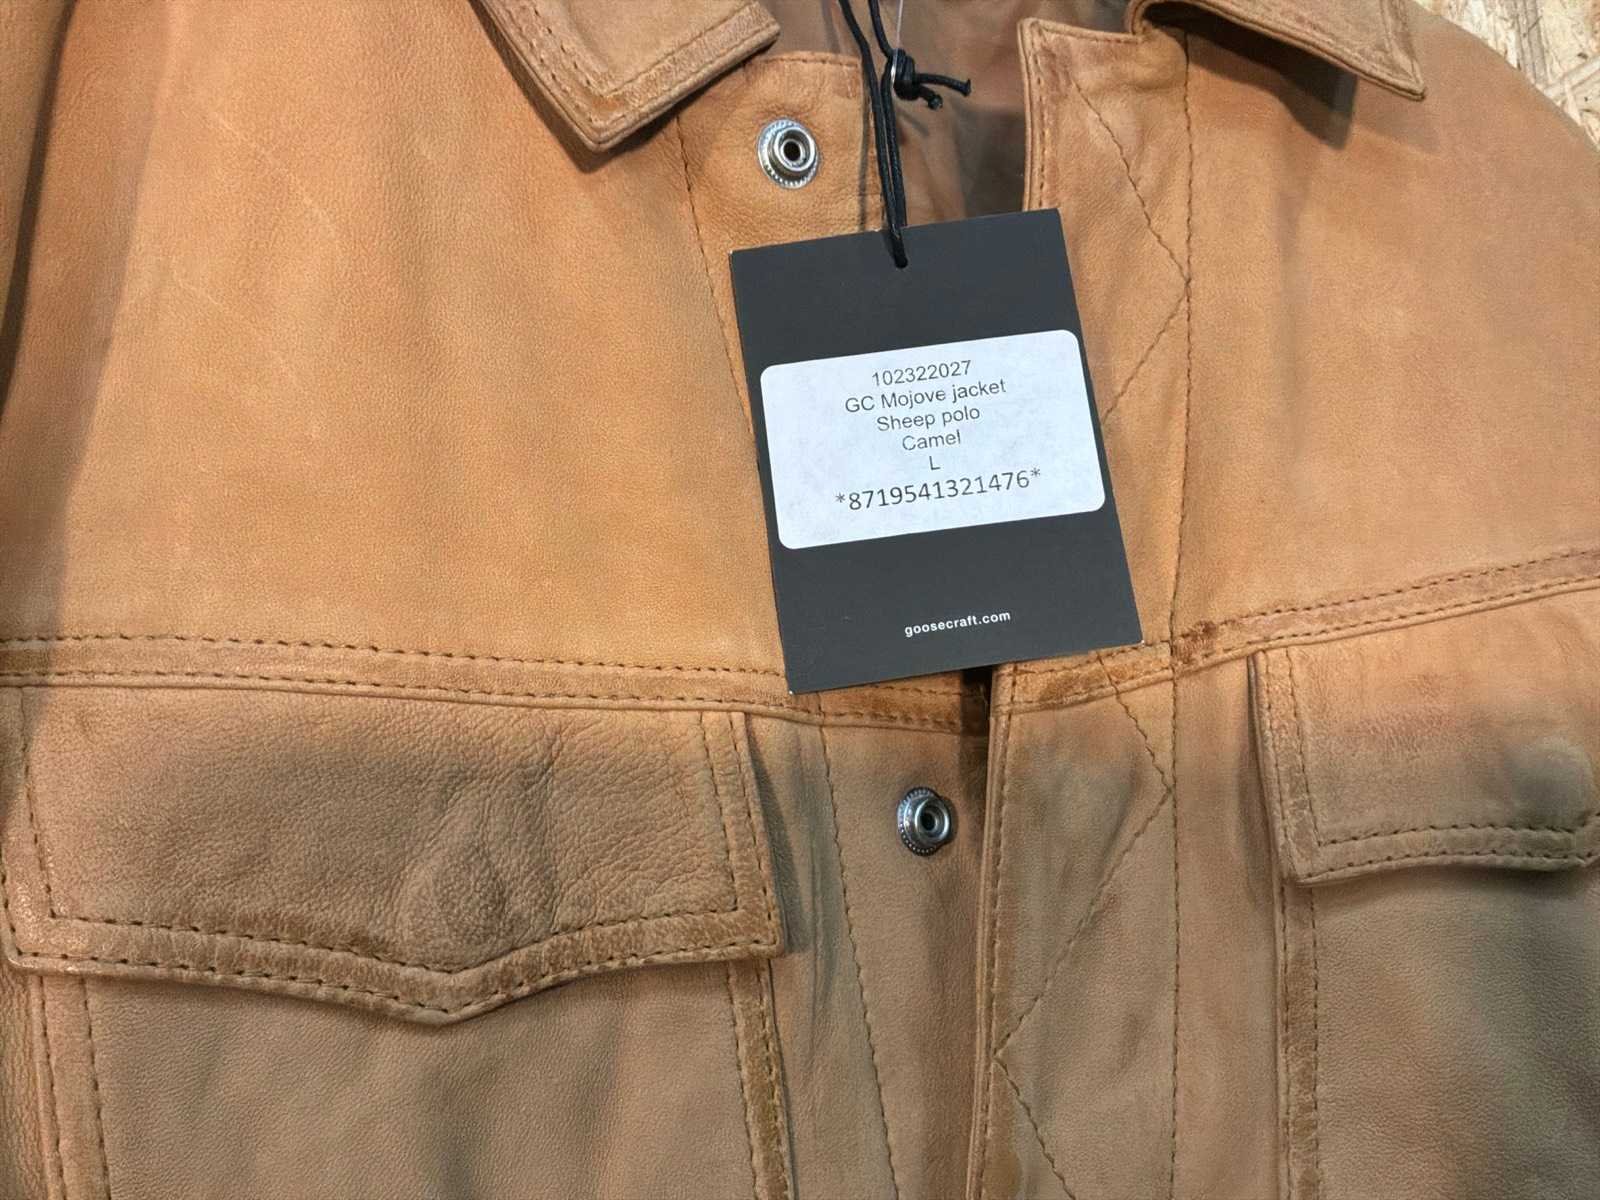 102322027
GC Mojove jacket
Sheep polo
Camel
L
*8719541321476*
goosecraft.com